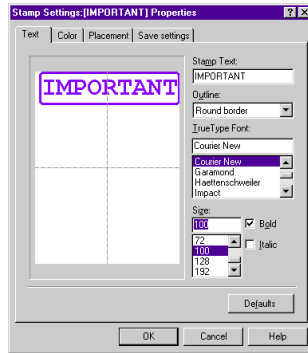 Stamp Settings:[IMPORTANT] Properties
Text Color Placement Save settings
IMPORTANT
Stamp Text:
IMPORTANT
Outline:
Round border
TrueType Font:
Courier New
Courier New
Garamond
Haettenschweiler
Impact
Size:
100
Bold
72
100
128
192
Italic
Defaults
OK Cancel Help